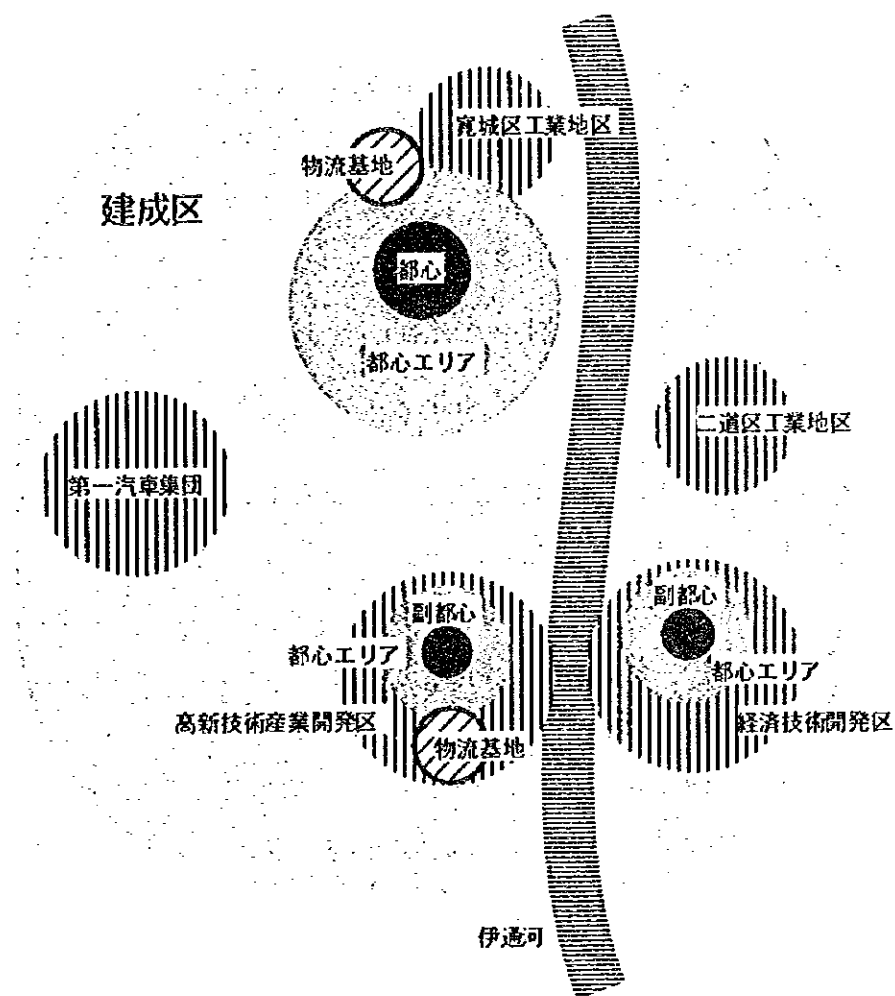 寛城区工業地区
物流基地
建成区
都心
都心エリア
二道区工業地区
第一汽車集団
副都心
副都心
都心エリア
都心エリア
高新技術産業開発区
経済技術開発区
物流基地
伊通河